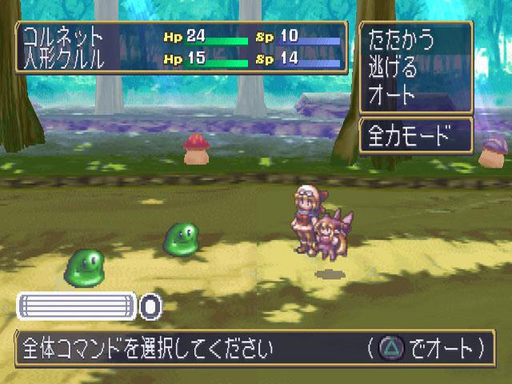 コルネット Hp 24 Sp 10
人形クルル Hp 15 Sp 14
たたかう
逃げる
オート
全力モード
0
全体コマンドを選択してください (△でオート)